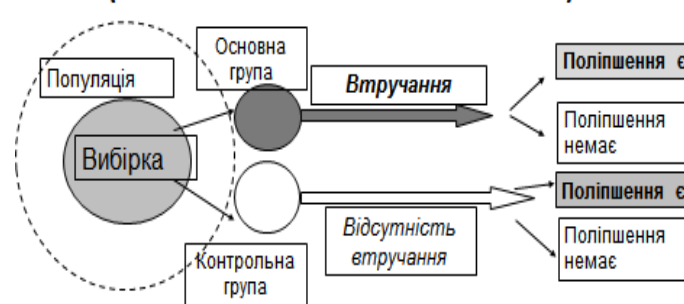 Популяція
Вибірка
Основна
група
Втручання
Поліпшення є
Поліпшення
немає
Контрольна
група
Відсутність
втручання
Поліпшення є
Поліпшення
немає